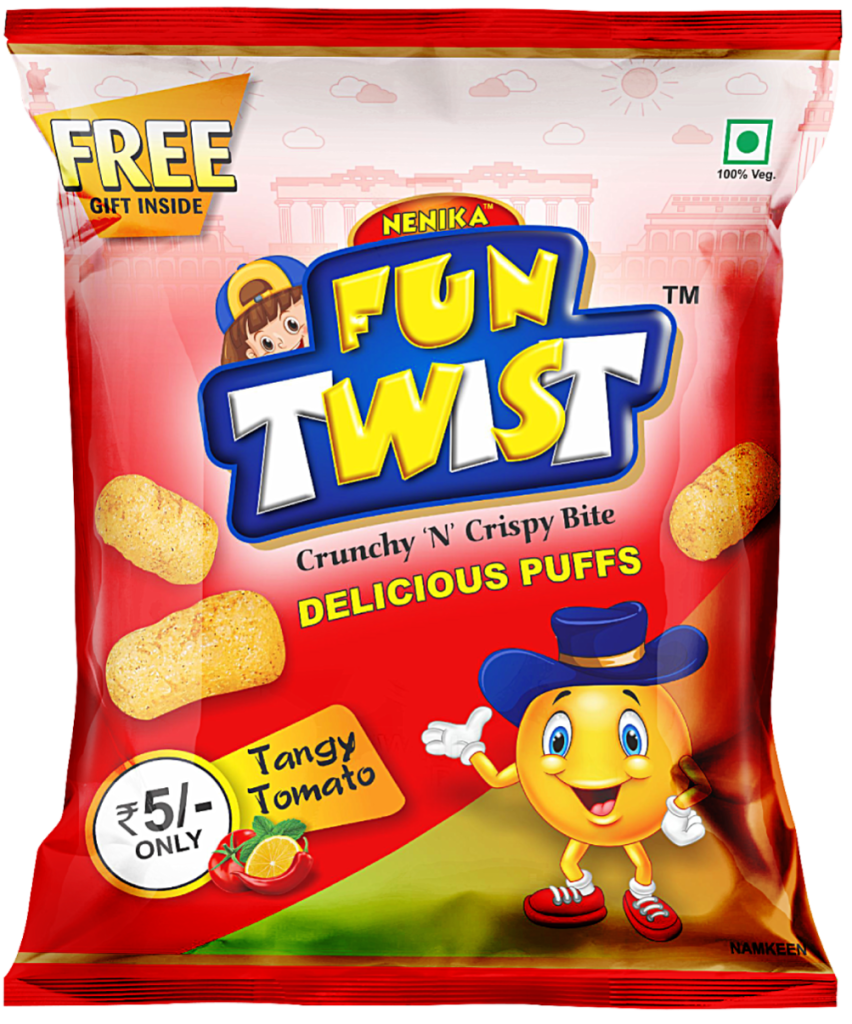 FREE
GIFT INSIDE
100% Veg.
NENIKA™
FUN
TWIST
TM
Crunchy 'N' Crispy Bite
DELICIOUS PUFFS
Tangy
Tomato
₹5/-
ONLY
NAMKEEN